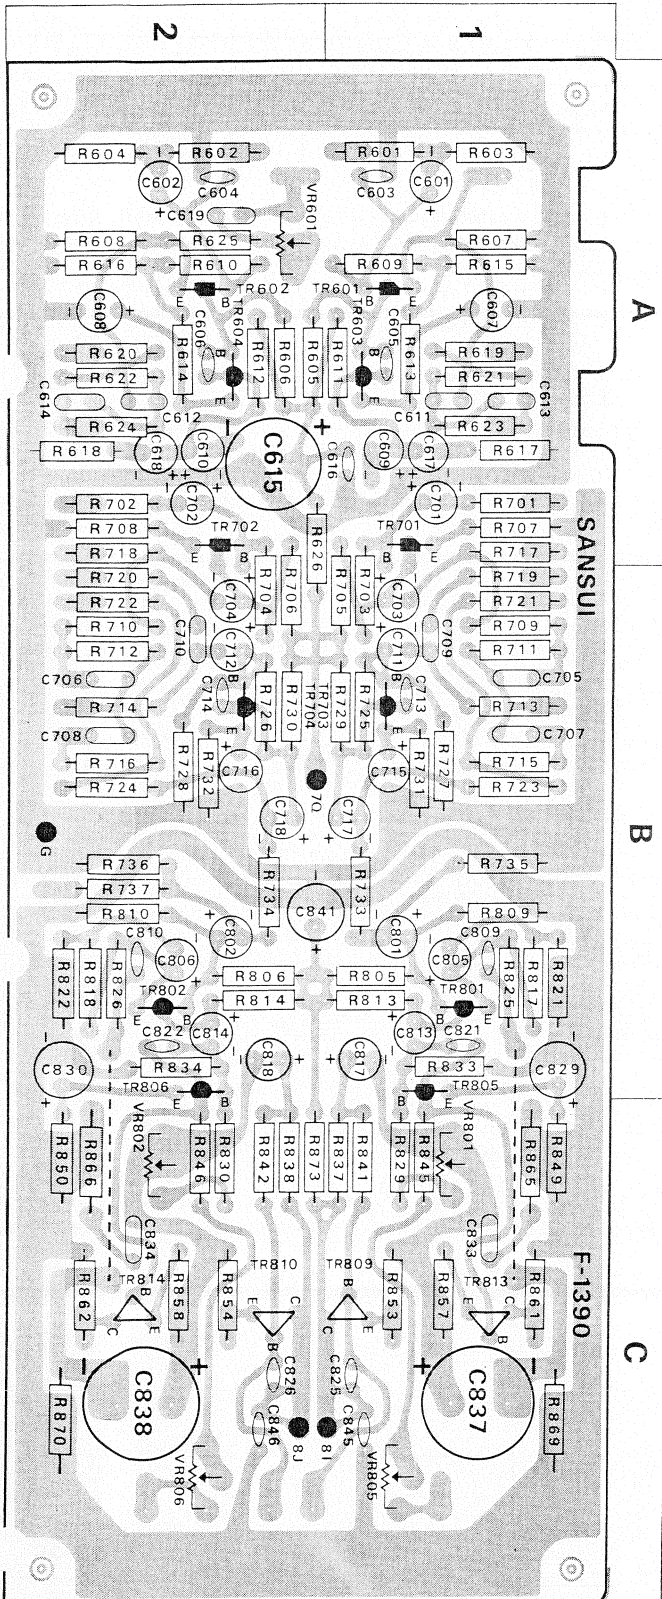 2 1
R604 R602 R601 R603
C602 C604 C603 C601
C619 VR601
R608 R625 R607
R616 R610 R609 R615
E B TR602 TR601 B E
C608 C606 TR604 TR603 C605 C607
A
R620 R614 B R612 R606 R605 R611 B R613 R619
R622 R621
C614 C612 E E C611 C613
R624 R623
R618 C618 C610 C615 C616 C609 C617 R617
R702 C702 C701 R701
R708 TR702 R626 TR701 R707
SANSUI
R718 E B B E R717
R720 R704 R706 R705 R703 R719
R722 C704 C703 R721
R710 C710 C709 R709
R712 C712 C711 R711
C706 C714 B R726 R730 TR703 TR704 R729 R725 B C713 C705
R714 E E R713
C708 C707
R716 R728 R732 C716 C715 R731 R727 R715
R724 7Q R723
C718 C717
G B
R736 R734 R733 R735
R737
R810 C841 R809
C810 C802 C801 C809
C806 C805
R822 R818 R826 R806 R805 R825 R817 R821
TR802 R814 R813 TR801
E B B E
C822 C814 C813 C821
C830 R834 C818 C817 R833 C829
TR806 TR805
E B B E
R850 R866 VR802 R846 R830 R842 R838 R873 R837 R841 R829 R845 VR801 R865 R849
C834 C833
F-1390
TR814 TR810 TR809 TR813
R862 B R858 R854 C B R853 R857 E C R861
C E E B C E B
C
C838 C826 C825 C837
R870 C846 8J 8I C845 R869
VR806 VR805